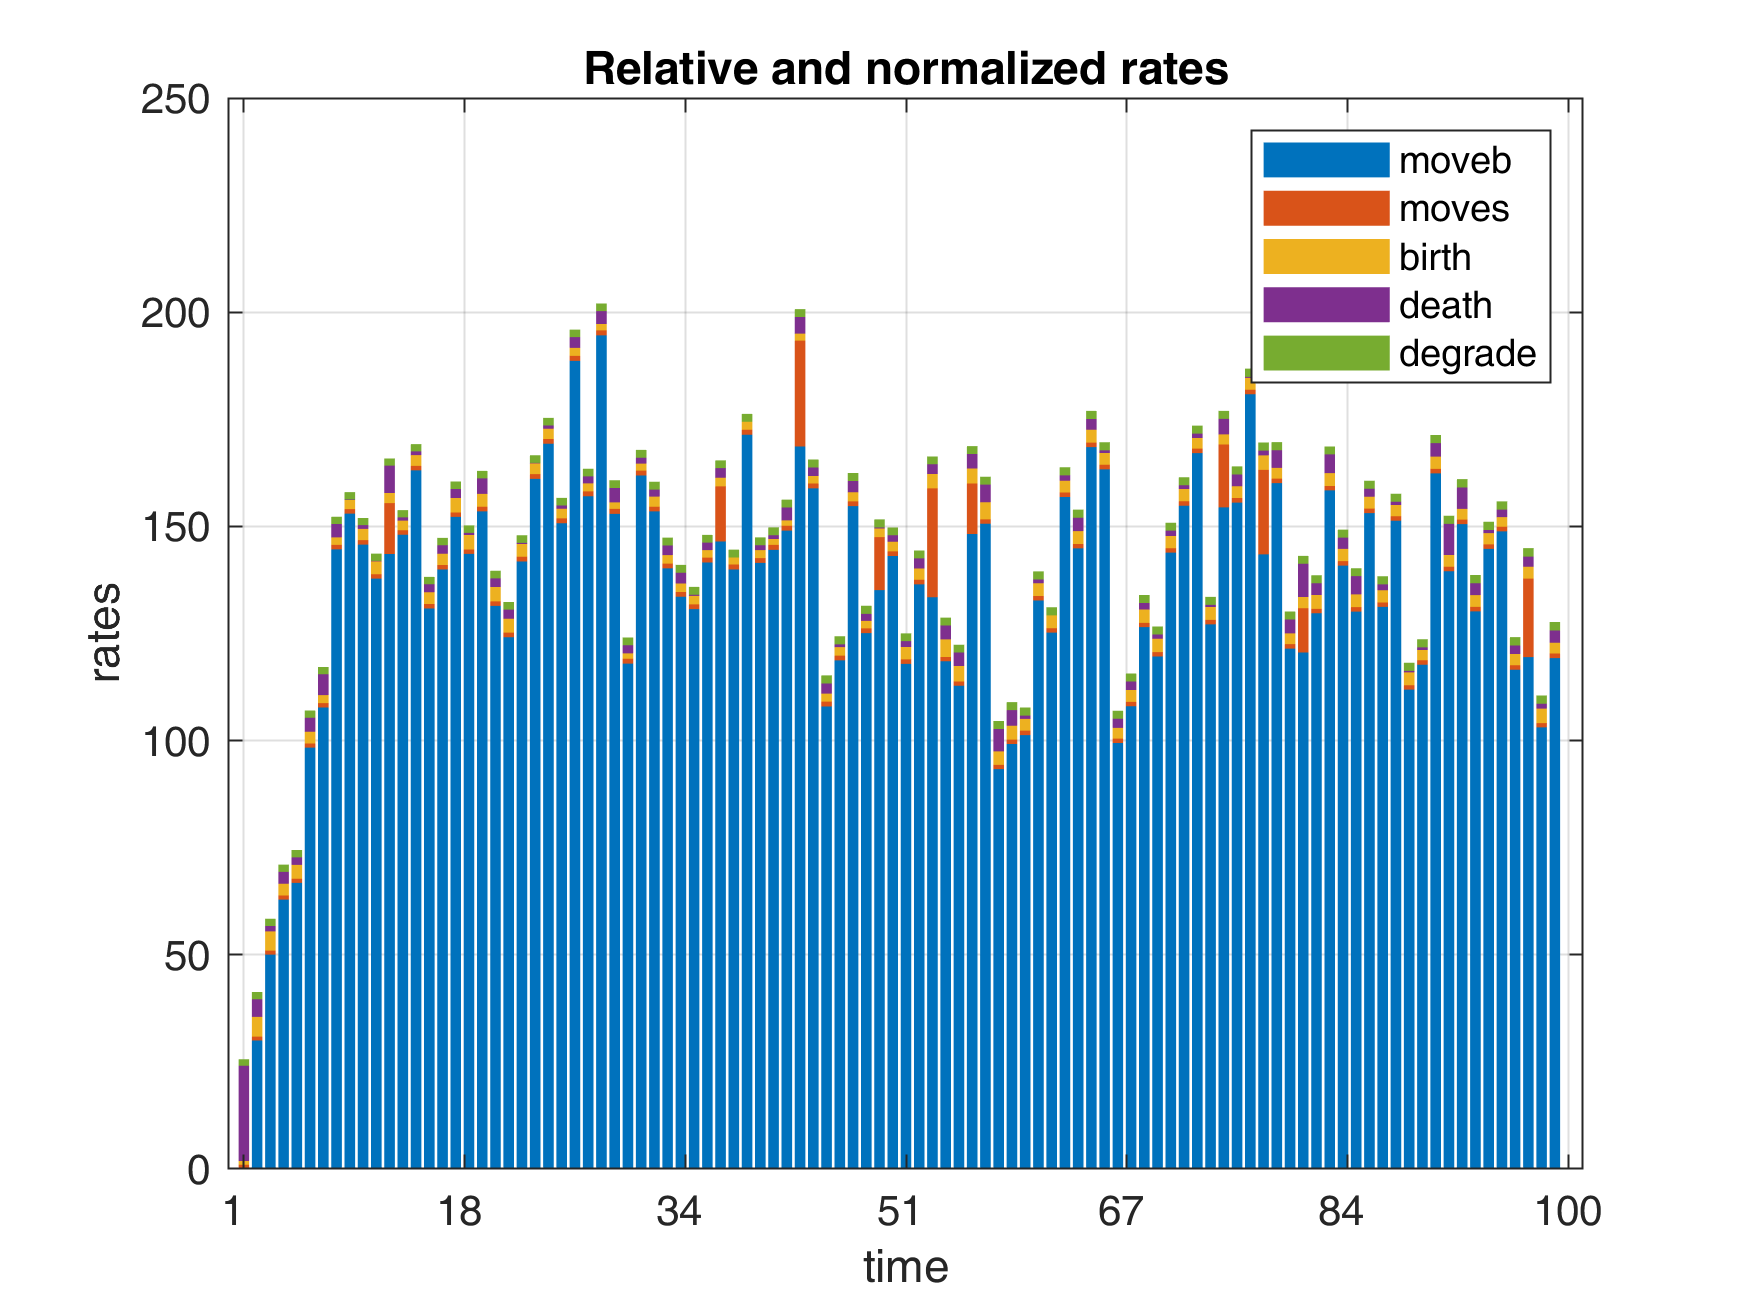 Relative and normalized rates
250
200
150
100
50
0
rates
1 18 34 51 67 84 100
time
moveb
moves
birth
death
degrade